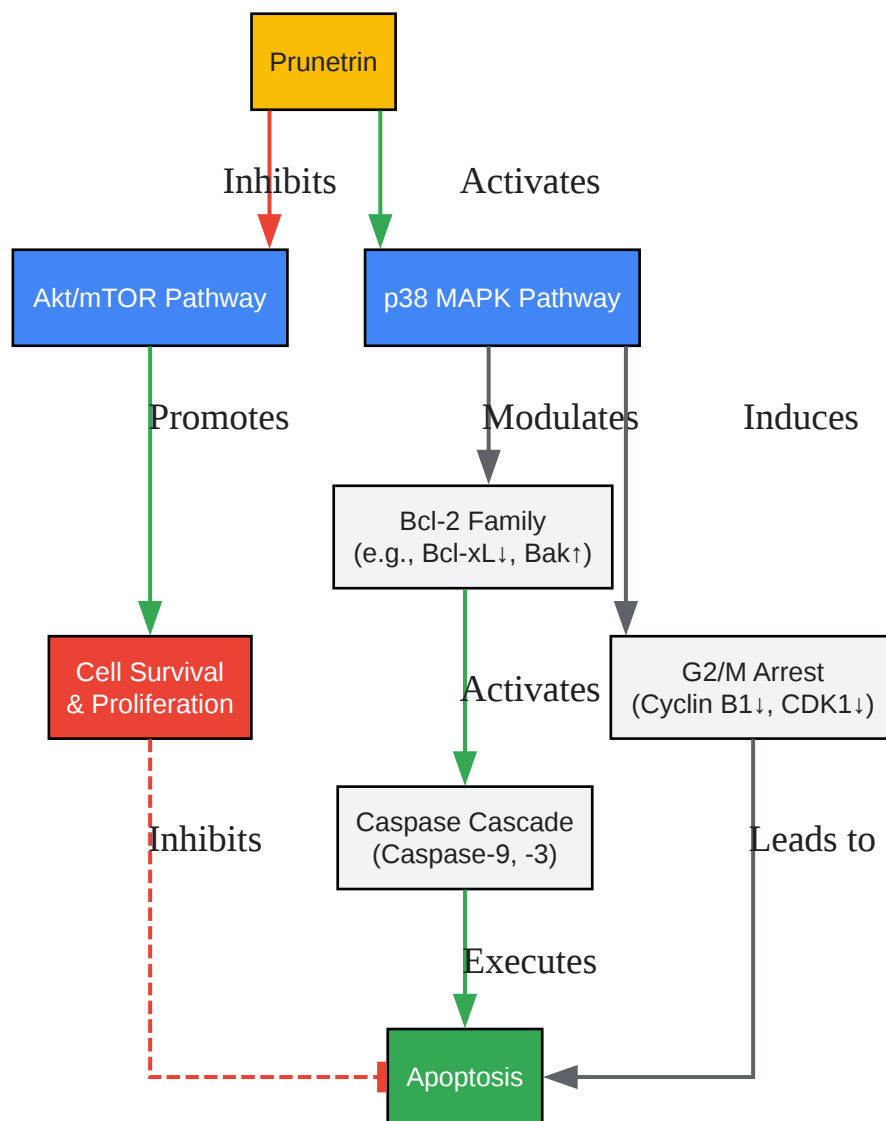 Prunetrin
Inhibits
Activates
Akt/mTOR Pathway
p38 MAPK Pathway
Promotes
Modulates
Induces
Bcl-2 Family
(e.g., Bcl-xL↓, Bak↑)
Cell Survival
& Proliferation
G2/M Arrest
(Cyclin B1↓, CDK1↓)
Activates
Caspase Cascade
(Caspase-9, -3)
Inhibits
Leads to
Executes
Apoptosis